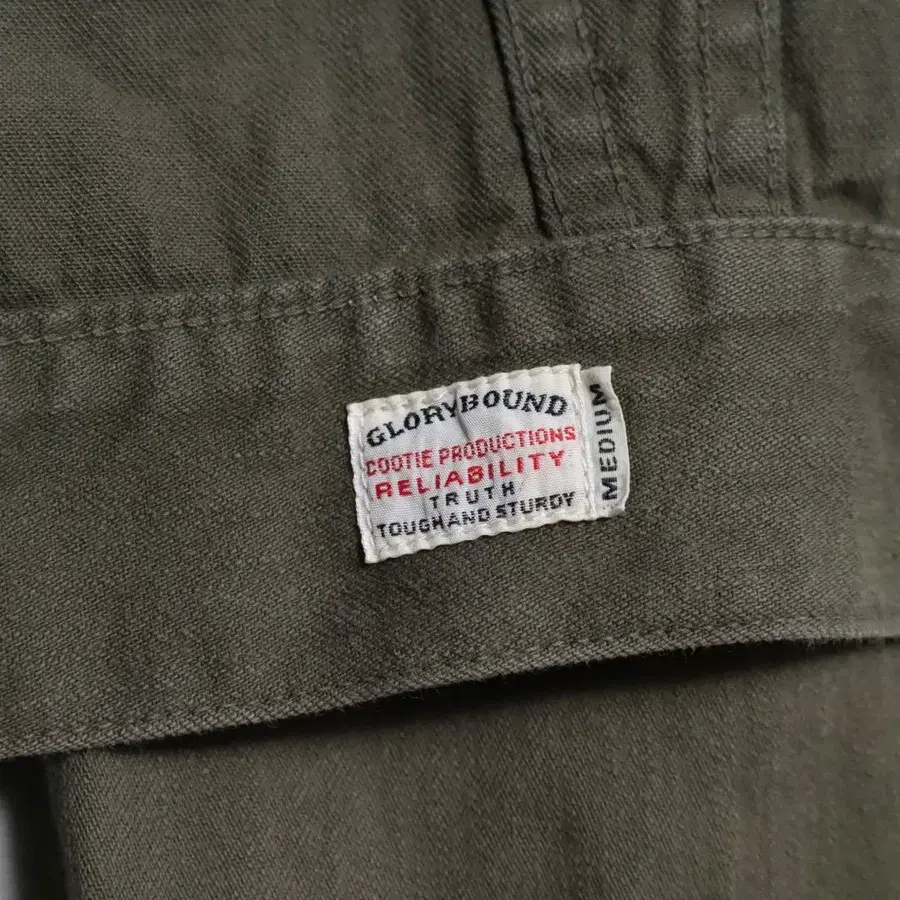 GLORYBOUND
COOTIE PRODUCTIONS
RELIABILITY
TRUTH
TOUGH AND STURDY
MEDIUM